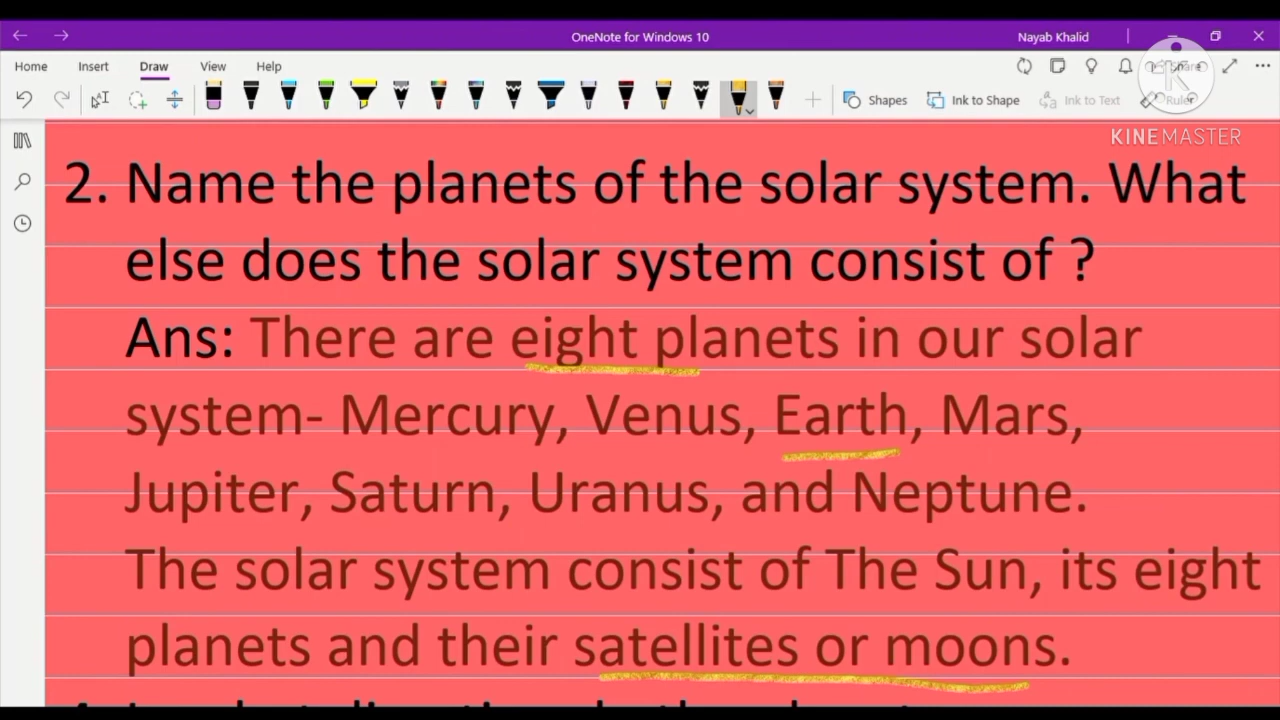 OneNote for Windows 10
Nayab Khalid
Home Insert Draw View Help
Share
Shapes Ink to Shape Ink to Text Ruler
KINEMASTER
2. Name the planets of the solar system. What
else does the solar system consist of ?
Ans: There are eight planets in our solar
system- Mercury, Venus, Earth, Mars,
Jupiter, Saturn, Uranus, and Neptune.
The solar system consist of The Sun, its eight
planets and their satellites or moons.